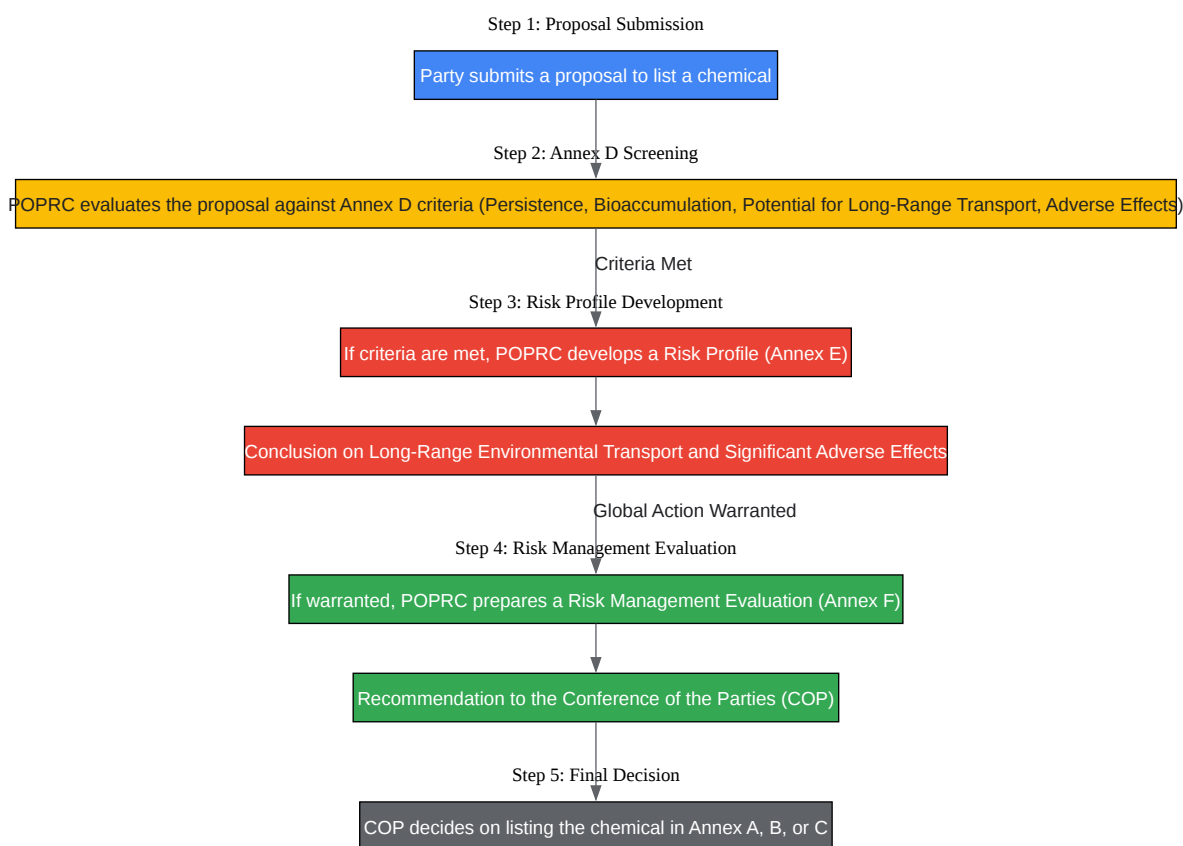 Step 1: Proposal Submission
Party submits a proposal to list a chemical
Step 2: Annex D Screening
POPRC evaluates the proposal against Annex D criteria (Persistence, Bioaccumulation, Potential for Long-Range Transport, Adverse Effects)
Criteria Met
Step 3: Risk Profile Development
If criteria are met, POPRC develops a Risk Profile (Annex E)
Conclusion on Long-Range Environmental Transport and Significant Adverse Effects
Global Action Warranted
Step 4: Risk Management Evaluation
If warranted, POPRC prepares a Risk Management Evaluation (Annex F)
Recommendation to the Conference of the Parties (COP)
Step 5: Final Decision
COP decides on listing the chemical in Annex A, B, or C